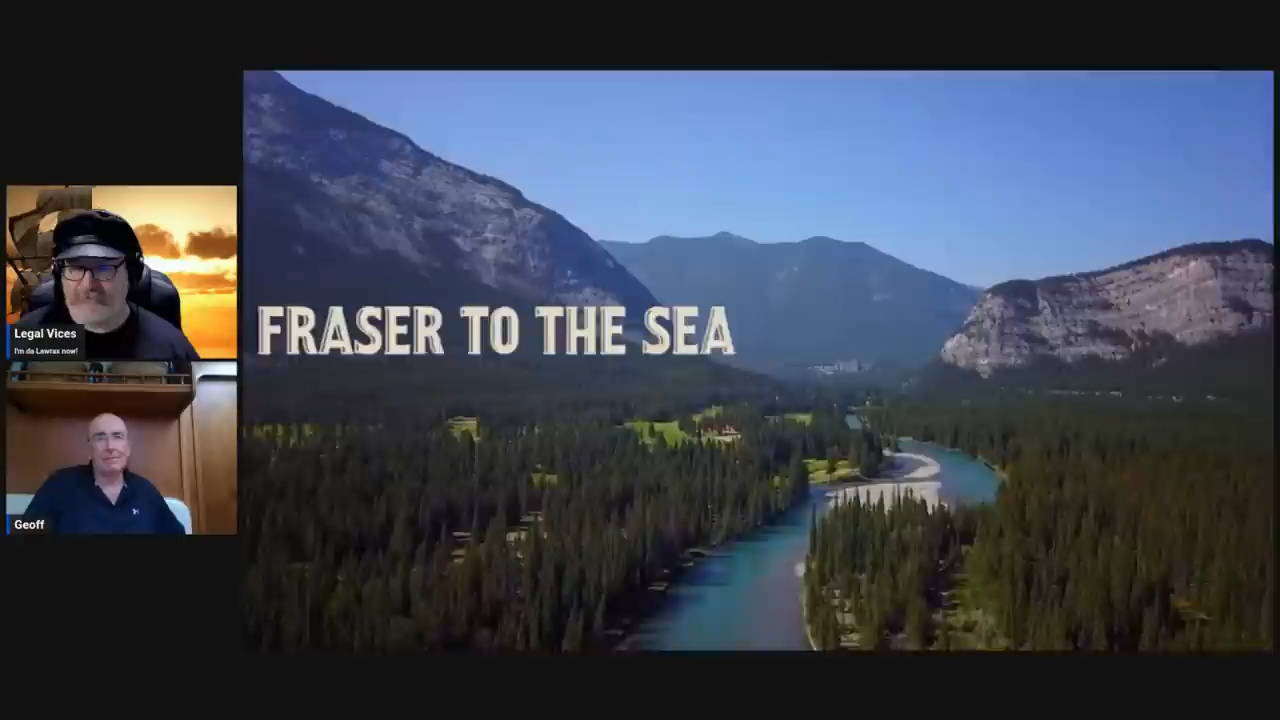 FRASER TO THE SEA
Legal Vices
I'm da Lawrax now!
Geoff